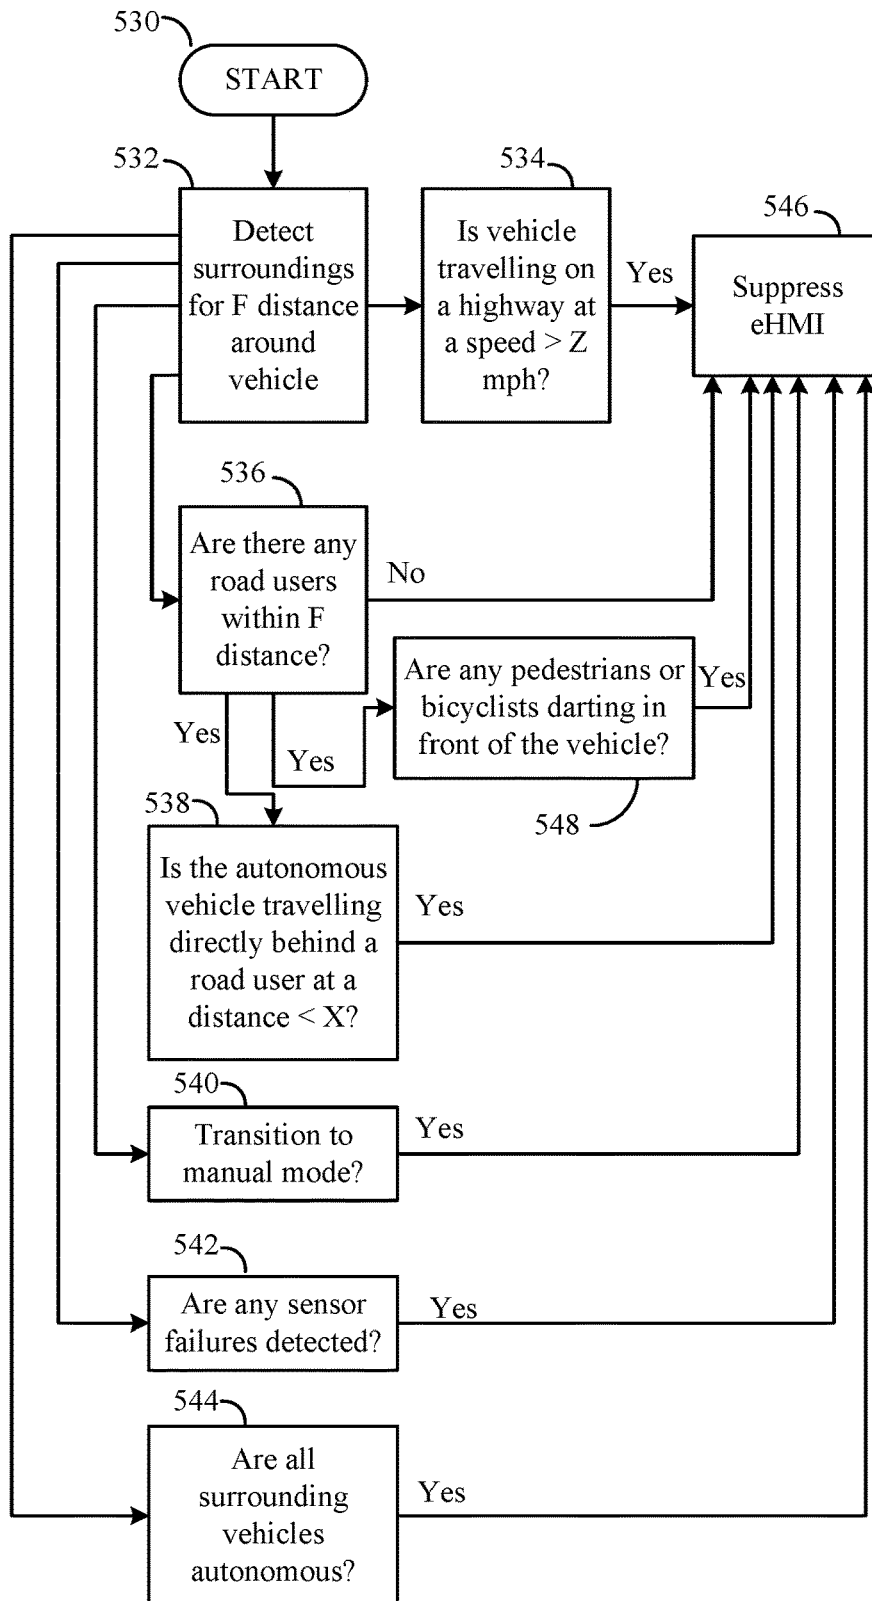 530
START
532
Detect
surroundings
for F distance
around
vehicle
534
Is vehicle
travelling on
a highway at
a speed > Z
mph?
Yes
546
Suppress
eHMI
536
Are there any
road users
within F
distance?
No
Yes
Yes
Are any pedestrians or
bicyclists darting in
front of the vehicle?
Yes
548
538
Is the autonomous
vehicle travelling
directly behind a
road user at a
distance < X?
Yes
540
Transition to
manual mode?
Yes
542
Are any sensor
failures detected?
Yes
544
Are all
surrounding
vehicles
autonomous?
Yes